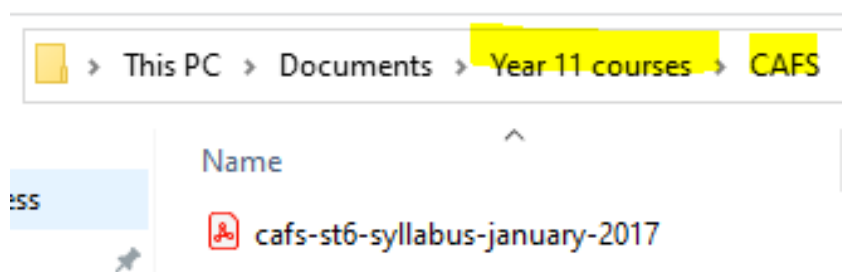 This PC > Documents > Year 11 courses > CAFS
Name
ess
cafs-st6-syllabus-january-2017